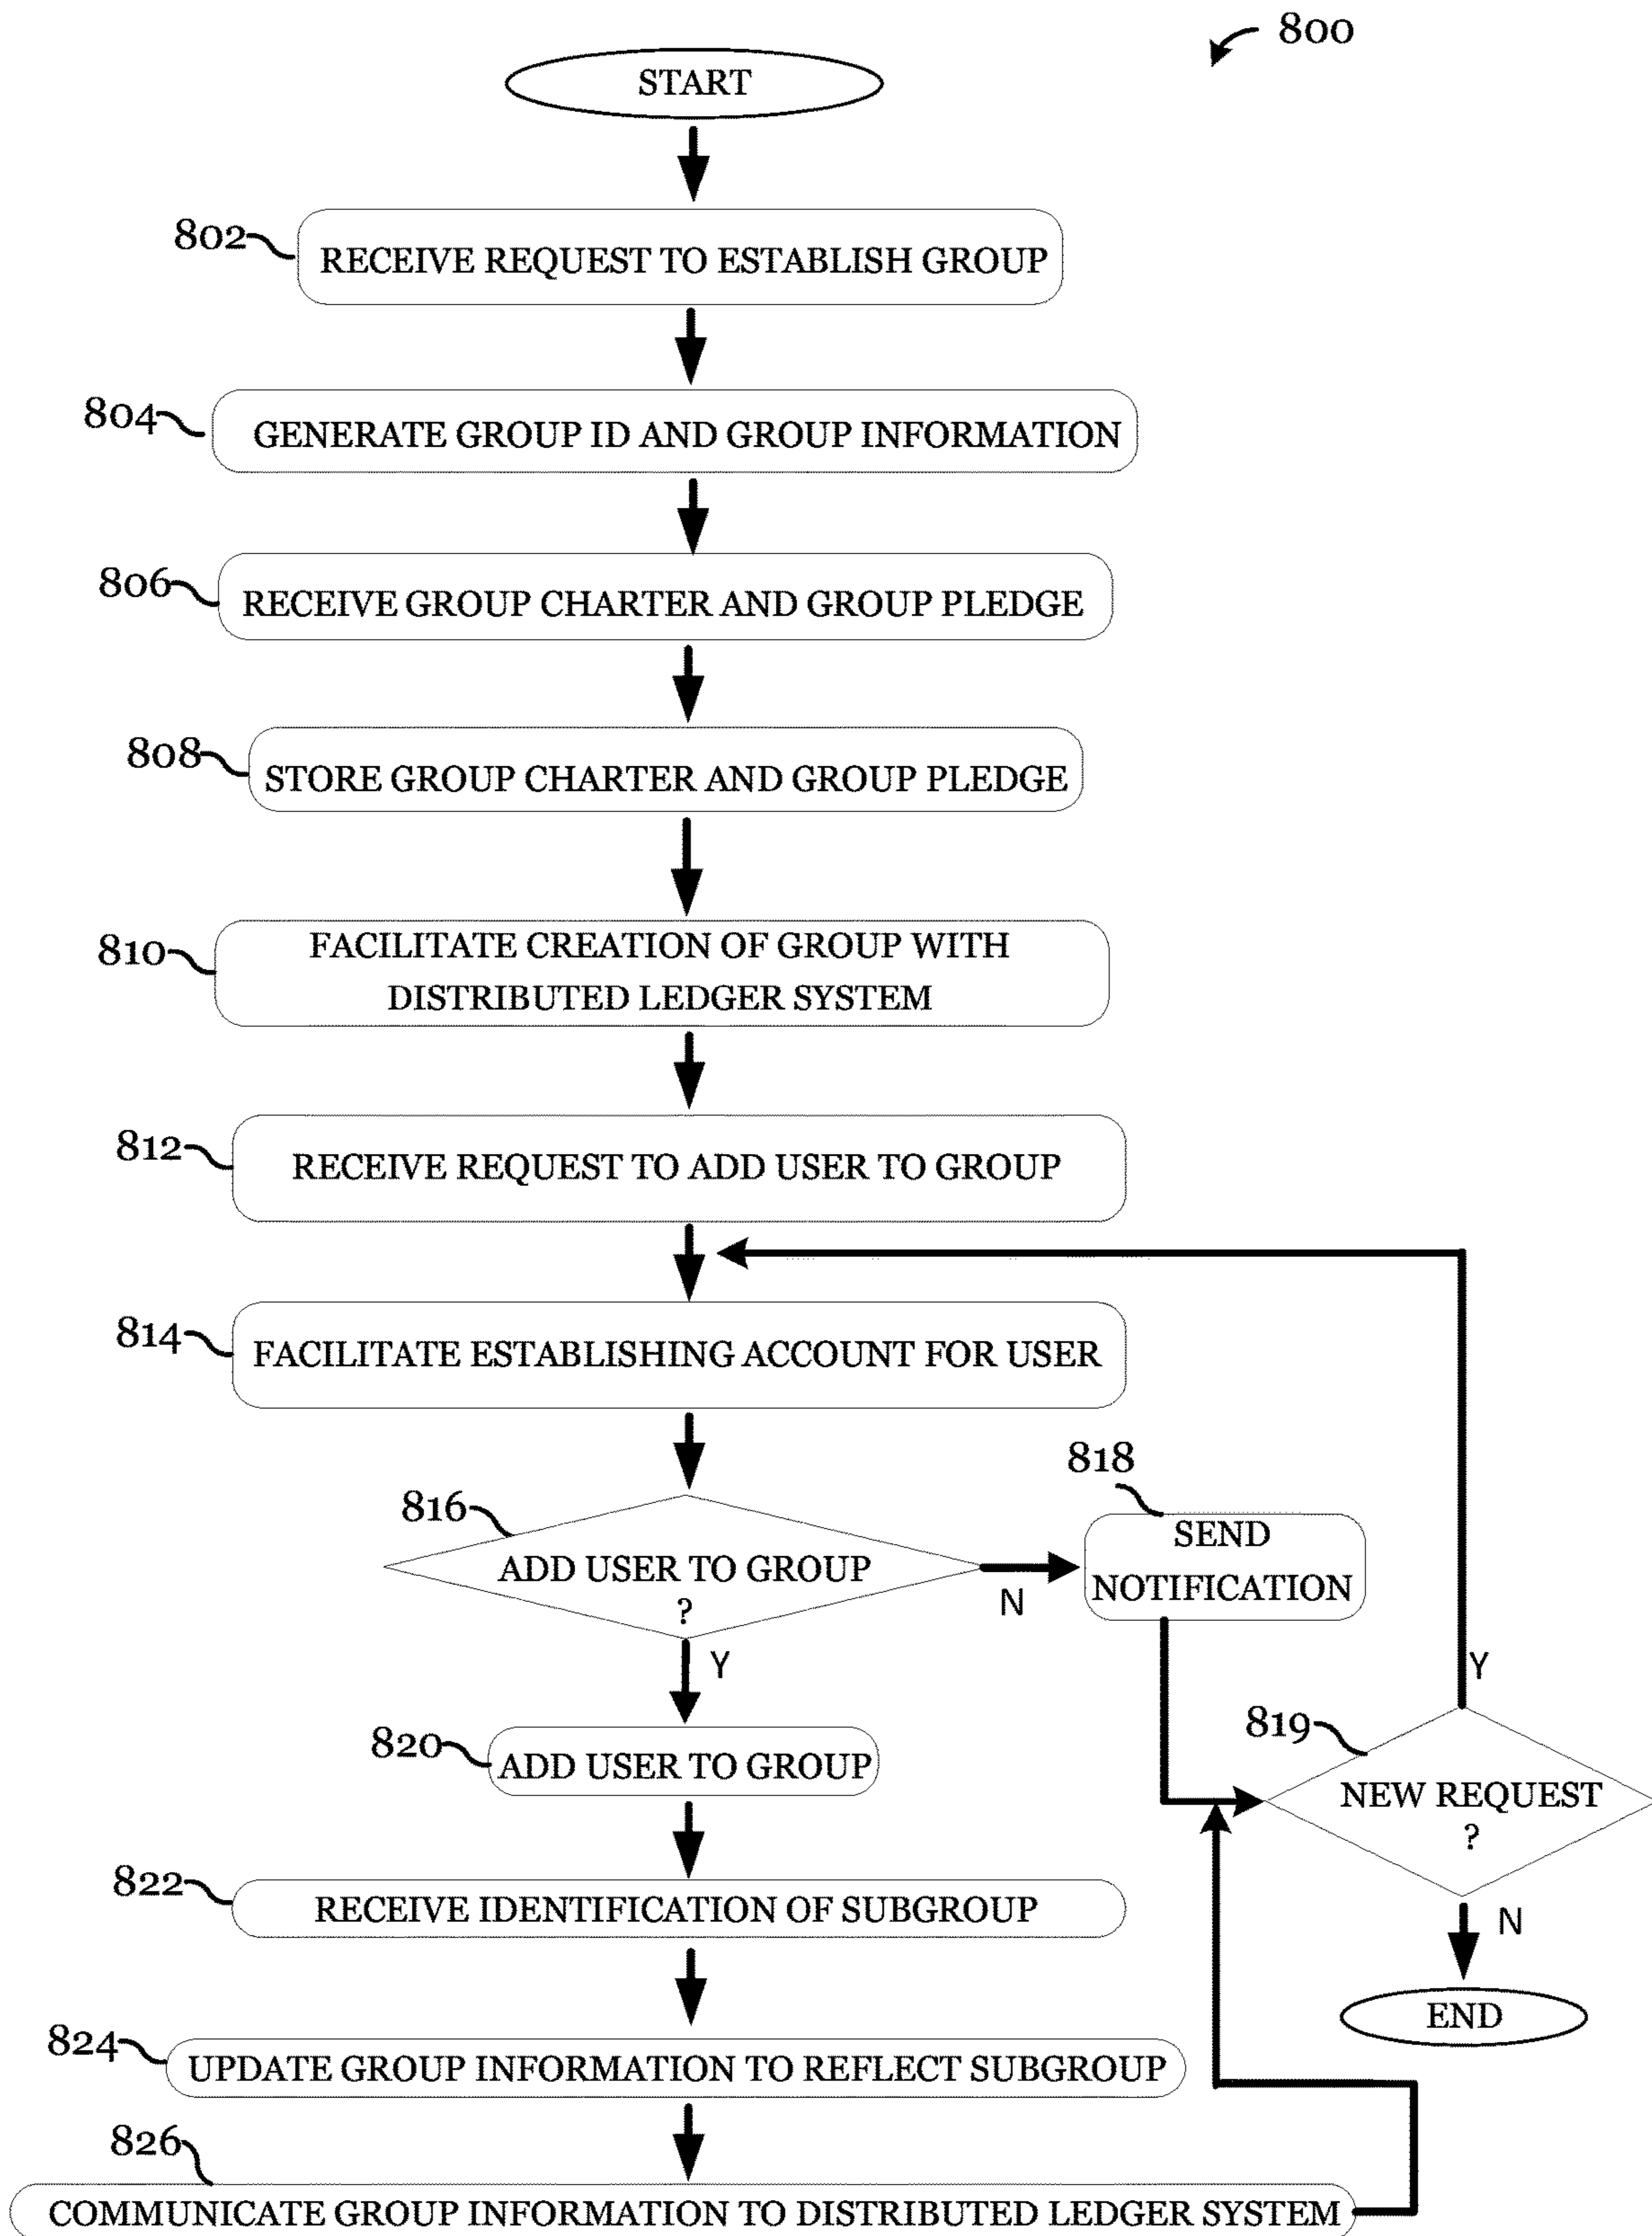 800
START
802
RECEIVE REQUEST TO ESTABLISH GROUP
804
GENERATE GROUP ID AND GROUP INFORMATION
806
RECEIVE GROUP CHARTER AND GROUP PLEDGE
808
STORE GROUP CHARTER AND GROUP PLEDGE
810
FACILITATE CREATION OF GROUP WITH
DISTRIBUTED LEDGER SYSTEM
812
RECEIVE REQUEST TO ADD USER TO GROUP
814
FACILITATE ESTABLISHING ACCOUNT FOR USER
816
ADD USER TO GROUP
?
N
818
SEND
NOTIFICATION
Y
820
ADD USER TO GROUP
Y
819
NEW REQUEST
?
N
END
822
RECEIVE IDENTIFICATION OF SUBGROUP
824
UPDATE GROUP INFORMATION TO REFLECT SUBGROUP
826
COMMUNICATE GROUP INFORMATION TO DISTRIBUTED LEDGER SYSTEM